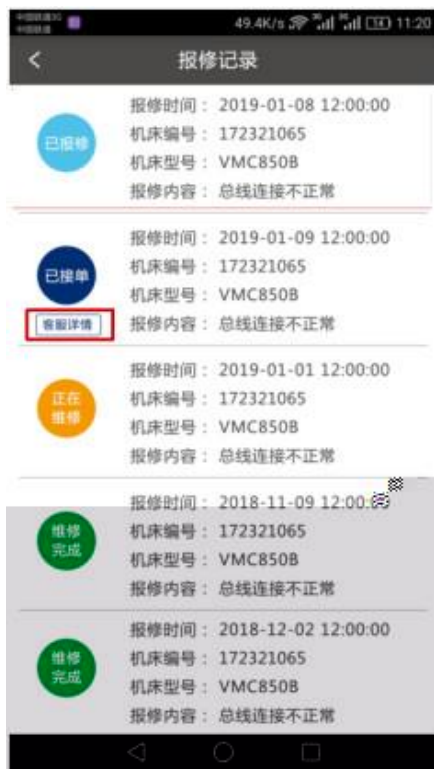 49.4K/s 11:20
报修记录
已报修
报修时间： 2019-01-08 12:00:00
机床编号： 172321065
机床型号： VMC850B
报修内容： 总线连接不正常
已接单
客服详情
报修时间： 2019-01-09 12:00:00
机床编号： 172321065
机床型号： VMC850B
报修内容： 总线连接不正常
正在
维修
报修时间： 2019-01-01 12:00:00
机床编号： 172321065
机床型号： VMC850B
报修内容： 总线连接不正常
维修
完成
报修时间： 2018-11-09 12:00:
机床编号： 172321065
机床型号： VMC850B
报修内容： 总线连接不正常
维修
完成
报修时间： 2018-12-02 12:00:00
机床编号： 172321065
机床型号： VMC850B
报修内容： 总线连接不正常